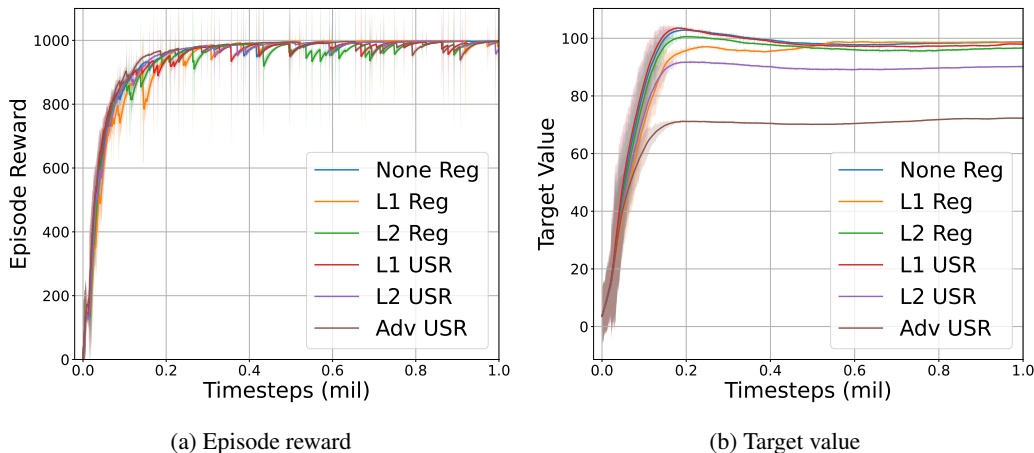 1000
800
600
400
200
0
Episode Reward
0.0 0.2 0.4 0.6 0.8 1.0
Timesteps (mil)
None Reg
L1 Reg
L2 Reg
L1 USR
L2 USR
Adv USR
(a) Episode reward
100
80
60
40
20
0
Target Value
0.0 0.2 0.4 0.6 0.8 1.0
Timesteps (mil)
None Reg
L1 Reg
L2 Reg
L1 USR
L2 USR
Adv USR
(b) Target value